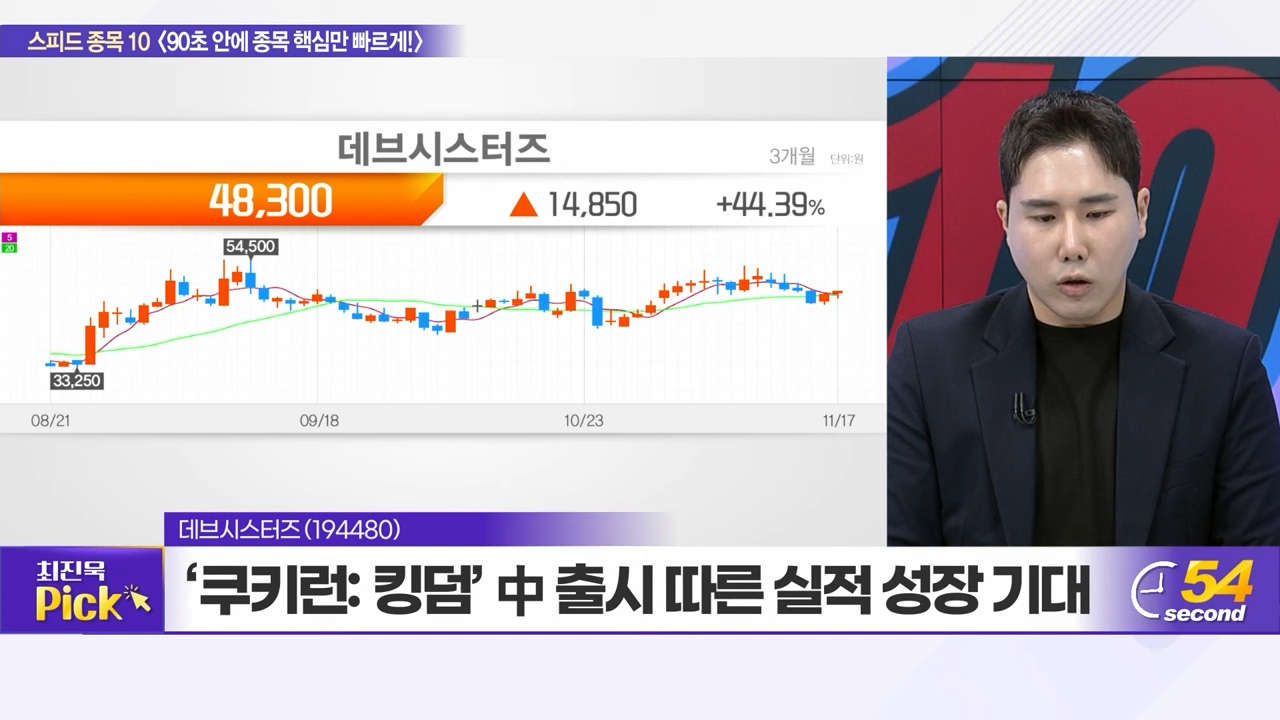 스피드 종목 10 〈90초 안에 종목 핵심만 빠르게!〉
데브시스터즈
3개월 단위:원
48,300 ▲ 14,850 +44.39%
5
20
54,500
33,250
08/21 09/18 10/23 11/17
데브시스터즈 (194480)
최진묵
Pick
‘쿠키런: 킹덤’ 中 출시 따른 실적 성장 기대
54
second